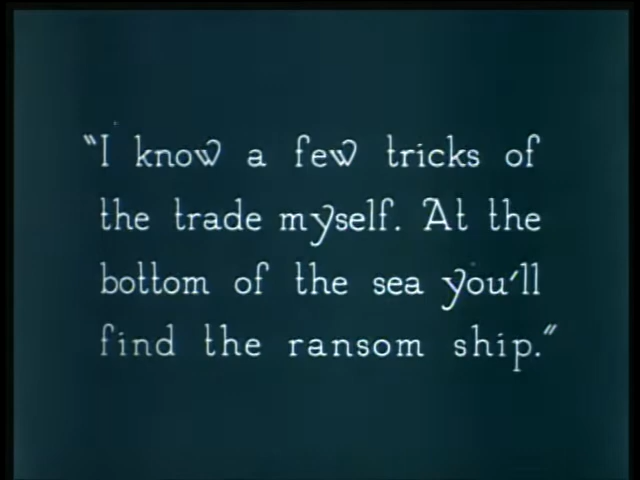 "I know a few tricks of
the trade myself. At the
bottom of the sea you'll
find the ransom ship."